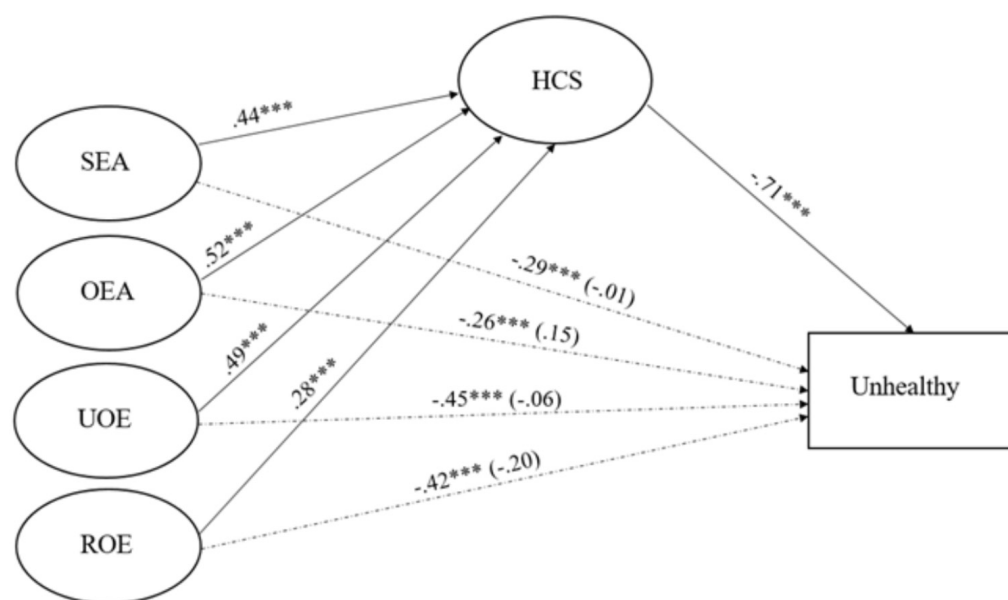 HCS
.44***
SEA
-.71***
.52***
-.29*** (-.01)
OEA
-.26*** (.15)
.49***
.28***
Unhealthy
UOE
-.45*** (-.06)
-.42*** (-.20)
ROE